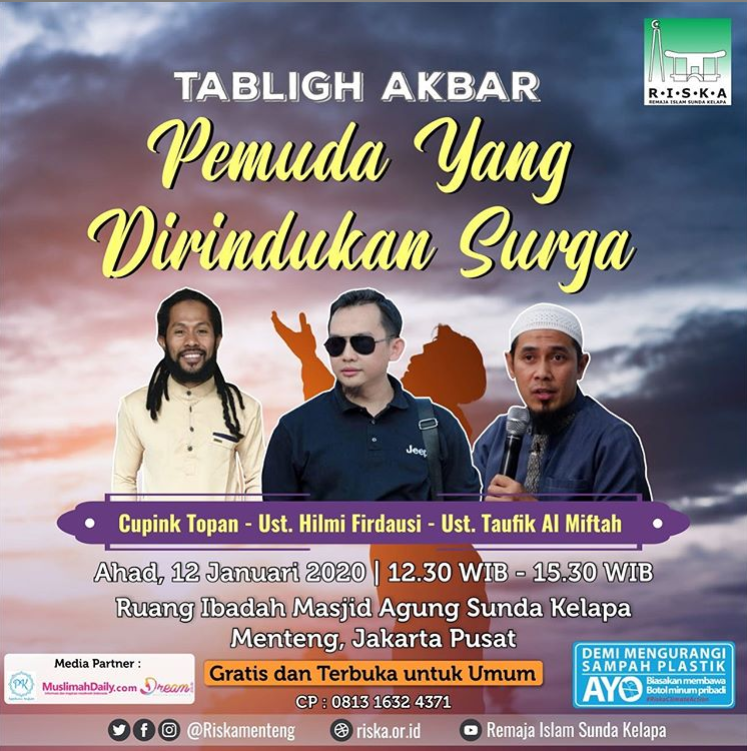 R·I·S·K·A
REMAJA ISLAM SUNDA KELAPA
TABLIGH AKBAR
Pemuda Yang
Dirindukan Surga
Jeep
Cupink Topan - Ust. Hilmi Firdausi - Ust. Taufik Al Miftah
Ahad, 12 Januari 2020 | 12.30 WIB - 15.30 WIB
Ruang Ibadah Masjid Agung Sunda Kelapa
Menteng, Jakarta Pusat
Gratis dan Terbuka untuk Umum
CP : 0813 1632 4371
Media Partner :
PK
MuslimahDaily.com
Dream
DEMI MENGURANGI
SAMPAH PLASTIK
AYO Biasakan membawa
Botol minum pribadi
@Riskamenteng
riska.or.id
Remaja Islam Sunda Kelapa